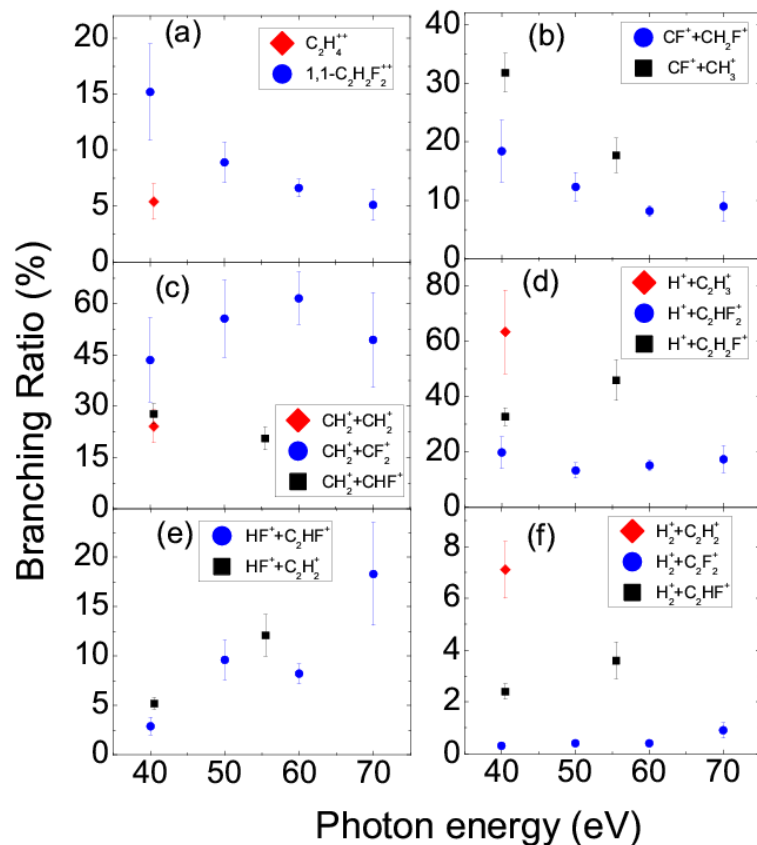 Branching Ratio (%)
(a)
C₂H₄⁺⁺
1,1-C₂H₂F₂⁺⁺
20
15
10
5
0
(b)
CF⁺+CH₂F⁺
CF⁺+CH₃⁺
40
30
20
10
0
(c)
CH₂⁺+CH₂⁺
CH₂⁺+CF₂⁺
CH₂⁺+CHF⁺
60
45
30
15
0
(d)
H⁺+C₂H₃⁺
H⁺+C₂HF₂⁺
H⁺+C₂H₂F⁺
80
60
40
20
0
(e)
HF⁺+C₂HF⁺
HF⁺+C₂H₂⁺
20
15
10
5
0
40 50 60 70
(f)
H₂⁺+C₂H₂⁺
H₂⁺+C₂F₂⁺
H₂⁺+C₂HF⁺
8
6
4
2
0
40 50 60 70
Photon energy (eV)